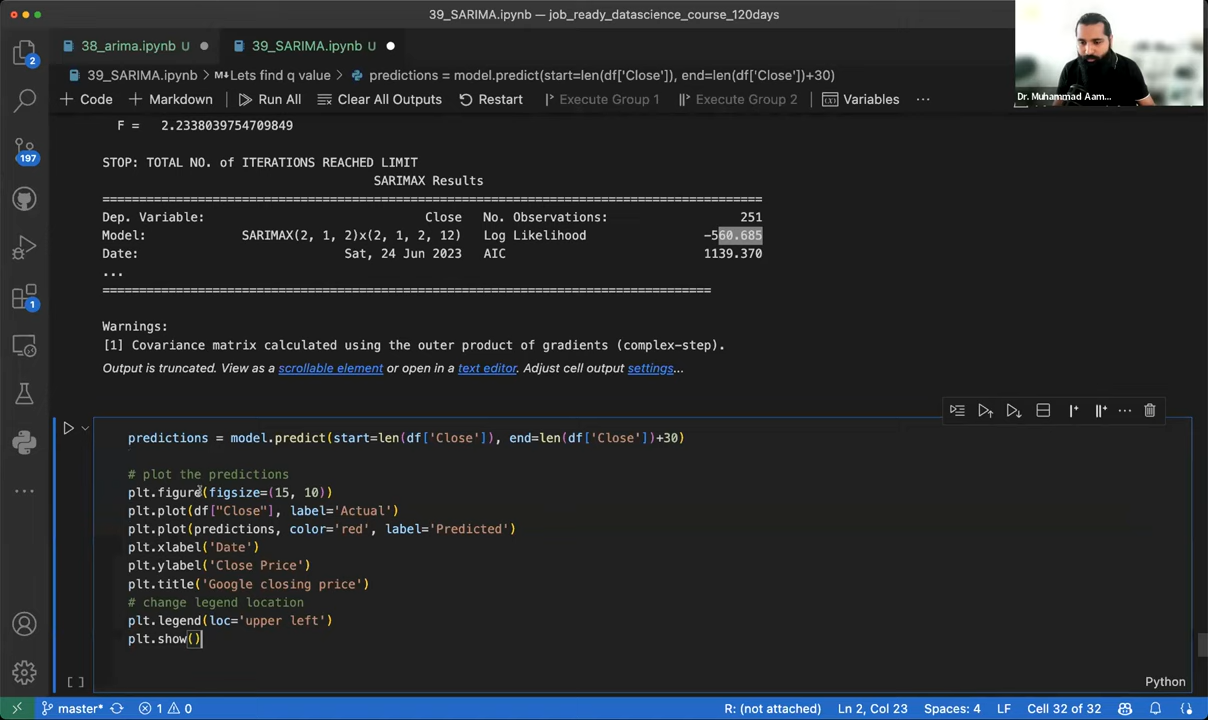 39_SARIMA.ipynb — job_ready_datascience_course_120days
38_arima.ipynb U
39_SARIMA.ipynb U
39_SARIMA.ipynb > M↓Lets find q value > predictions = model.predict(start=len(df['Close']), end=len(df['Close'])+30)
+ Code + Markdown Run All Clear All Outputs Restart Execute Group 1 Execute Group 2 Variables ...
Dr. Muhammad Aam...
F = 2.2338039754709849
STOP: TOTAL NO. of ITERATIONS REACHED LIMIT
SARIMAX Results
==========================================================================================
Dep. Variable: Close No. Observations: 251
Model: SARIMAX(2, 1, 2)x(2, 1, 2, 12) Log Likelihood -560.685
Date: Sat, 24 Jun 2023 AIC 1139.370
...
===================================================================================
Warnings:
[1] Covariance matrix calculated using the outer product of gradients (complex-step).
Output is truncated. View as a scrollable element or open in a text editor. Adjust cell output settings...
predictions = model.predict(start=len(df['Close']), end=len(df['Close'])+30)
# plot the predictions
plt.figure(figsize=(15, 10))
plt.plot(df["Close"], label='Actual')
plt.plot(predictions, color='red', label='Predicted')
plt.xlabel('Date')
plt.ylabel('Close Price')
plt.title('Google closing price')
# change legend location
plt.legend(loc='upper left')
plt.show()
[ ]
Python
2
197
1
master* 1 0 R: (not attached) Ln 2, Col 23 Spaces: 4 LF Cell 32 of 32